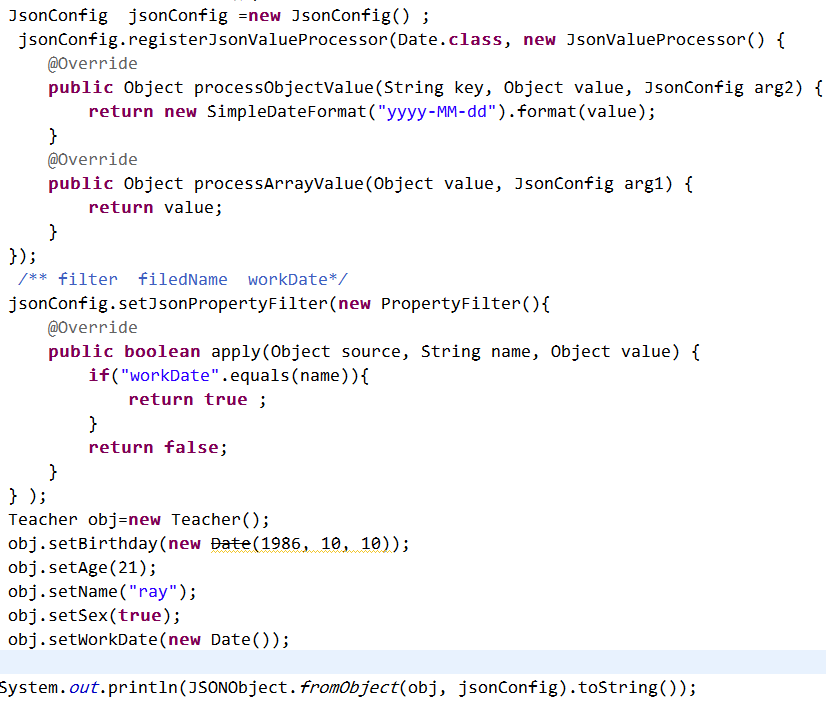 JsonConfig  jsonConfig =new JsonConfig() ;
 jsonConfig.registerJsonValueProcessor(Date.class, new JsonValueProcessor() {
    @Override
    public Object processObjectValue(String key, Object value, JsonConfig arg2) {
        return new SimpleDateFormat("yyyy-MM-dd").format(value);
    }
    @Override
    public Object processArrayValue(Object value, JsonConfig arg1) {
        return value;
    }
});
 /** filter  filedName  workDate*/
jsonConfig.setJsonPropertyFilter(new PropertyFilter(){
    @Override
    public boolean apply(Object source, String name, Object value) {
        if("workDate".equals(name)){
            return true ;
        }
        return false;
    }
} );
Teacher obj=new Teacher();
obj.setBirthday(new Date(1986, 10, 10));
obj.setAge(21);
obj.setName("ray");
obj.setSex(true);
obj.setWorkDate(new Date());
System.out.println(JSONObject.fromObject(obj, jsonConfig).toString());